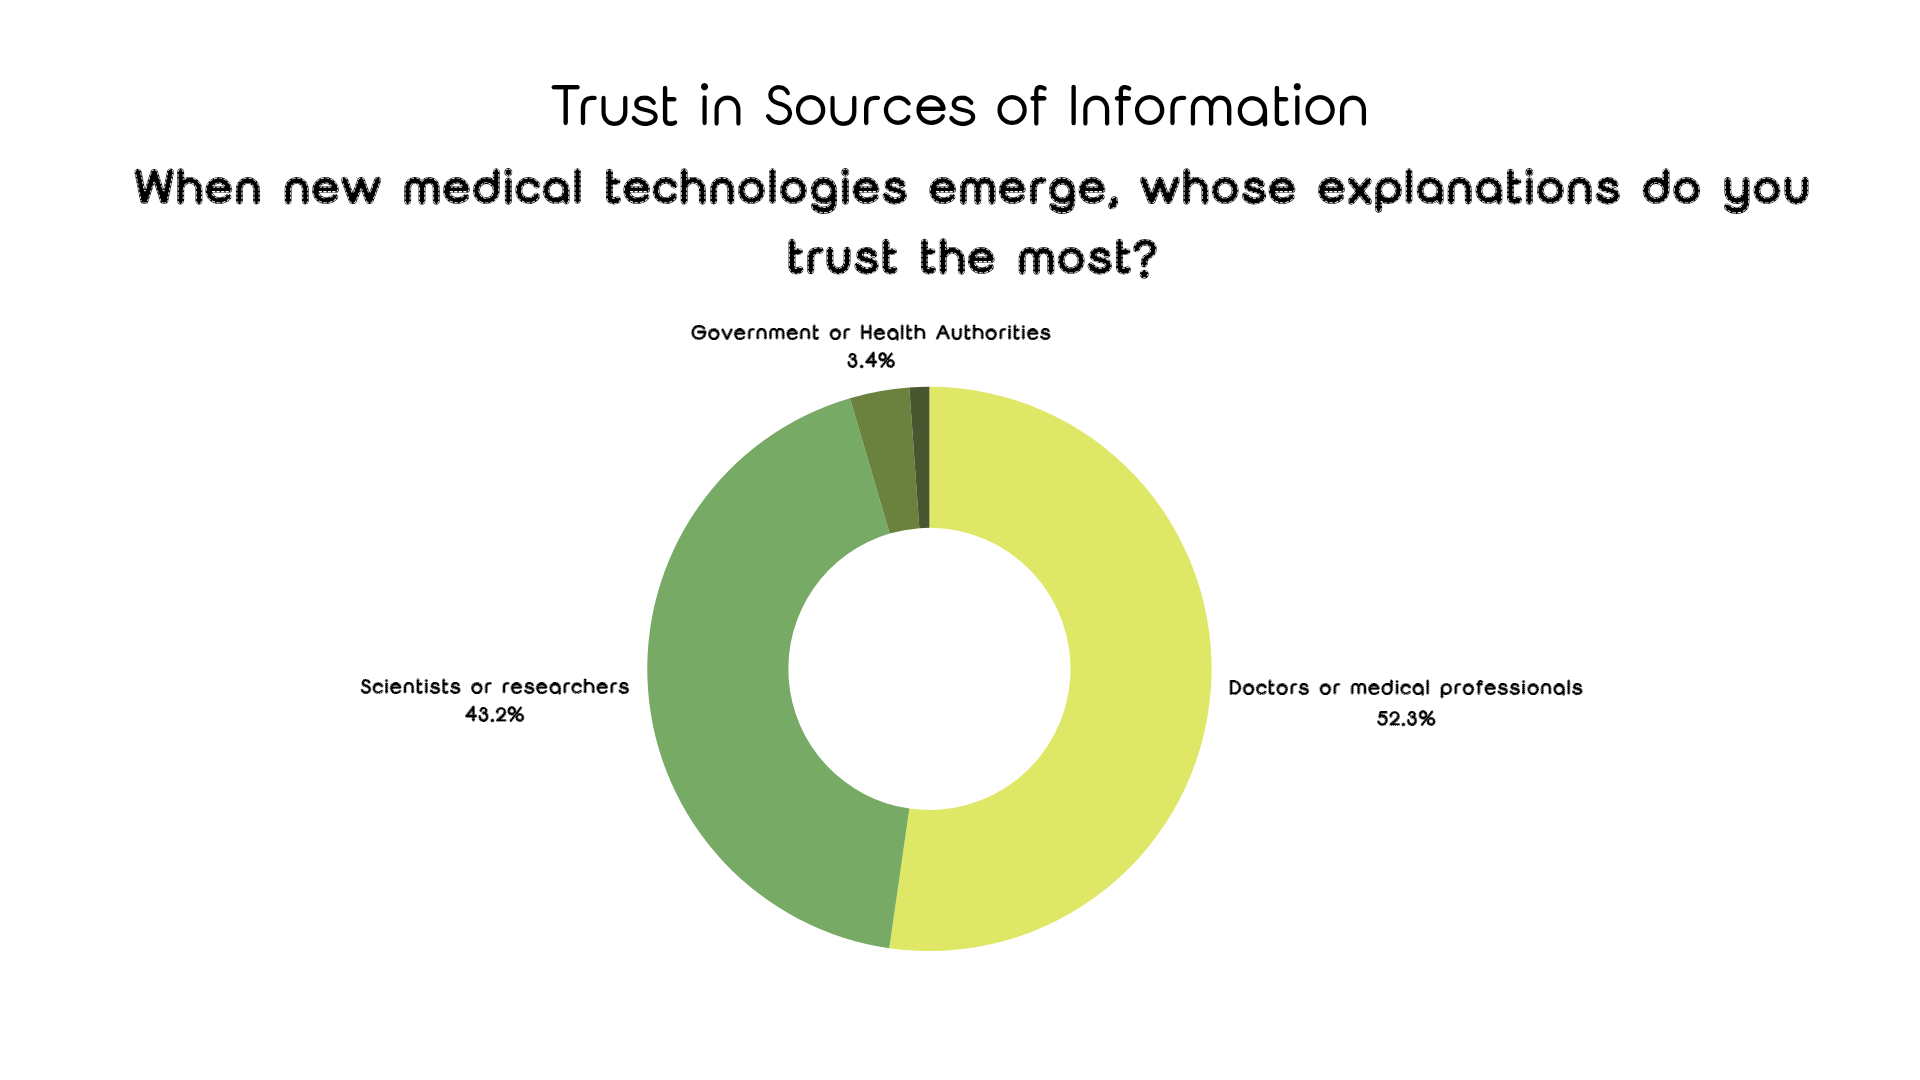 Trust in Sources of Information
When new medical technologies emerge, whose explanations do you
trust the most?
Government or Health Authorities
3.4%
Scientists or researchers
43.2%
Doctors or medical professionals
52.3%